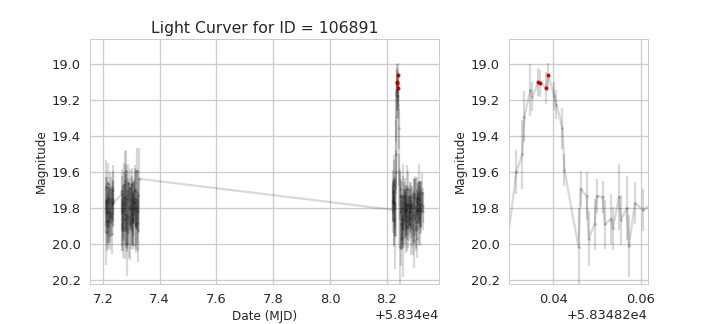 Light Curver for ID = 106891
Magnitude
19.0
19.2
19.4
19.6
19.8
20.0
20.2
7.2 7.4 7.6 7.8 8.0 8.2
Date (MJD)
+5.834e4
Magnitude
19.0
19.2
19.4
19.6
19.8
20.0
20.2
0.04 0.06
+5.83482e4